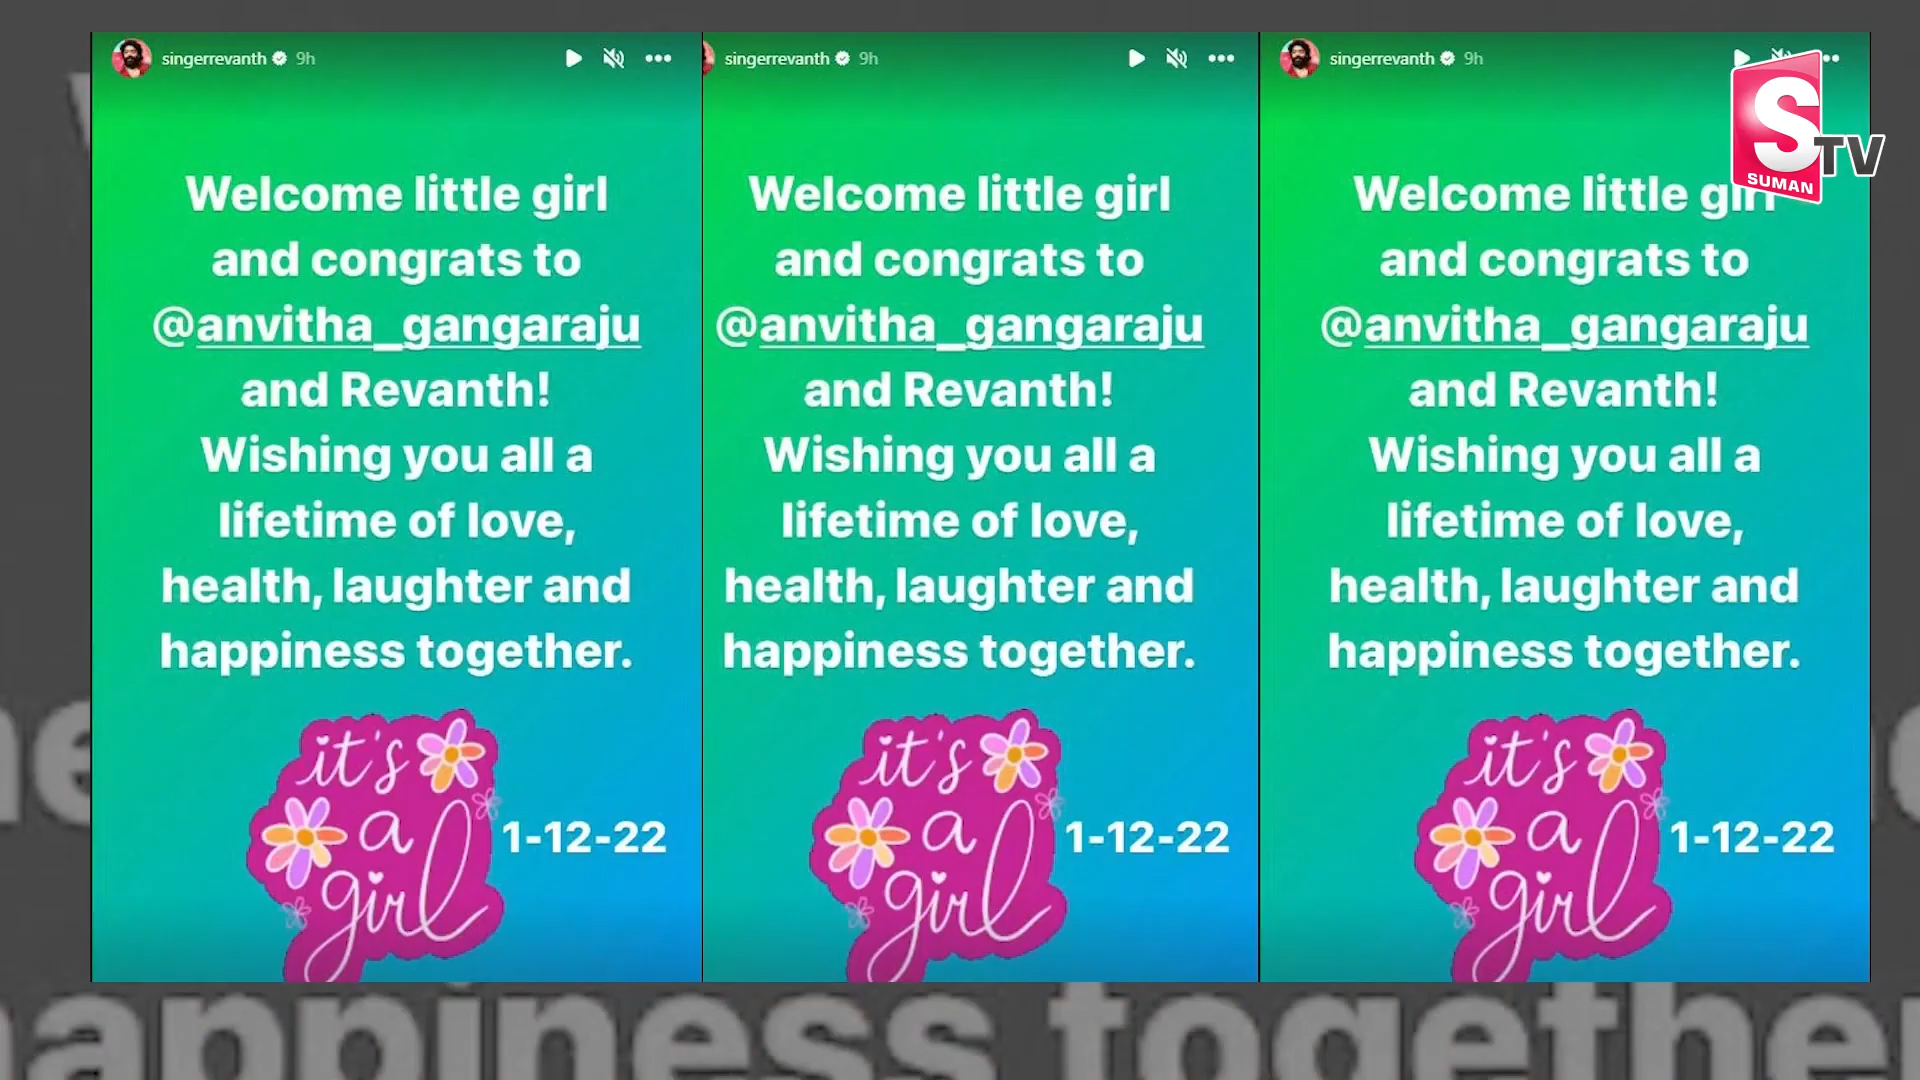 singerrevanth 9h
Welcome little girl
and congrats to
@anvitha_gangaraju
and Revanth!
Wishing you all a
lifetime of love,
health, laughter and
happiness together.
it's
a
girl
1-12-22
singerrevanth 9h
Welcome little girl
and congrats to
@anvitha_gangaraju
and Revanth!
Wishing you all a
lifetime of love,
health, laughter and
happiness together.
it's
a
girl
1-12-22
singerrevanth 9h
Welcome little girl
and congrats to
@anvitha_gangaraju
and Revanth!
Wishing you all a
lifetime of love,
health, laughter and
happiness together.
it's
a
girl
1-12-22
S TV
SUMAN
happiness together